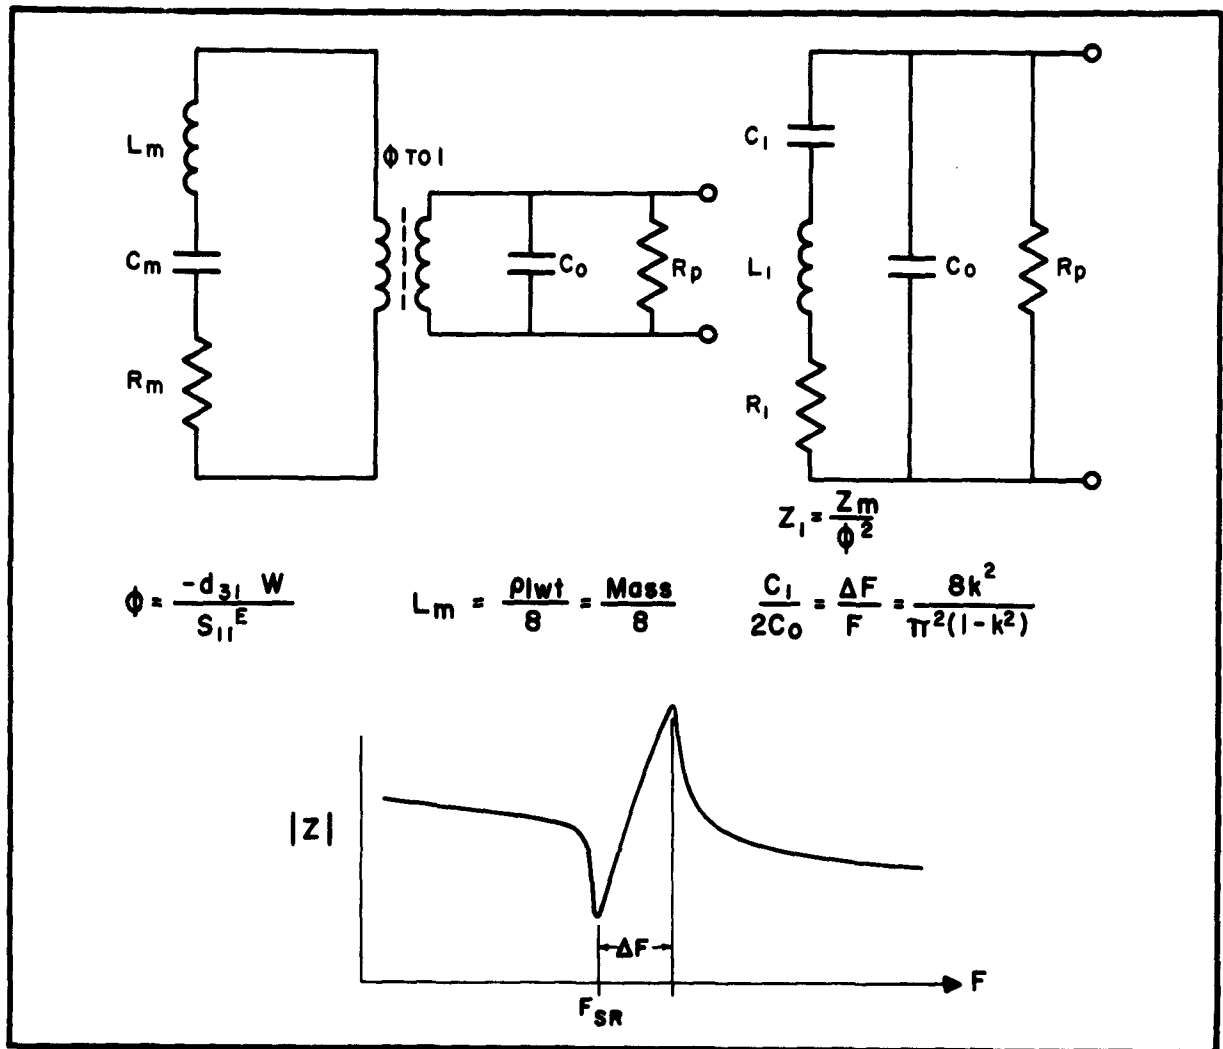 Lm
Cm
Rm
ϕ TO 1
Co
Rp
C1
L1
R1
Co
Rp
Z1 = Zm / ϕ²
ϕ = -d31 W / S11^E
Lm = ρlwt / 8 = Mass / 8
C1 / 2Co = ΔF / F = 8k² / π²(1-k²)
|Z|
ΔF
F
FSR